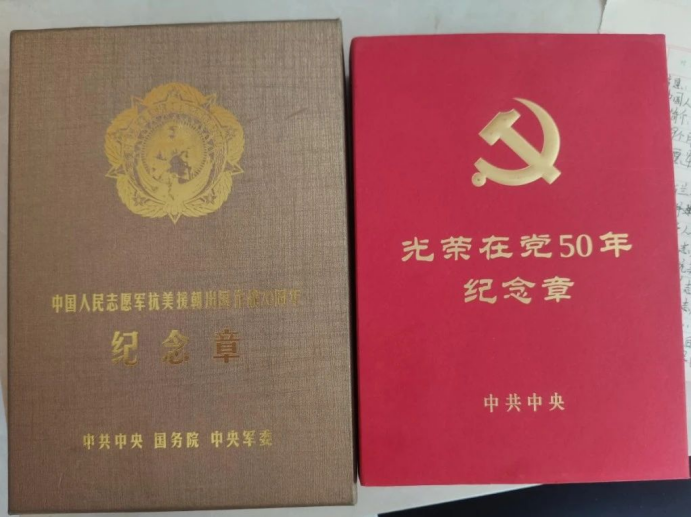 中国人民志愿军抗美援朝出国作战70周年
纪念章
中共中央 国务院 中央军委
光荣在党50年
纪念章
中共中央